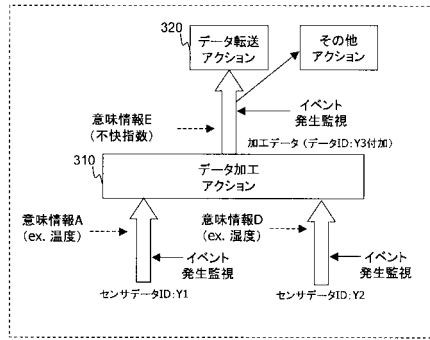 320
データ転送
アクション
その他
アクション
意味情報E
(不快指数)
イベント
発生監視
加工データ (データID:Y3付加)
310
データ加工
アクション
意味情報A
(ex. 温度)
意味情報D
(ex. 湿度)
イベント
発生監視
イベント
発生監視
センサデータID:Y1
センサデータID:Y2